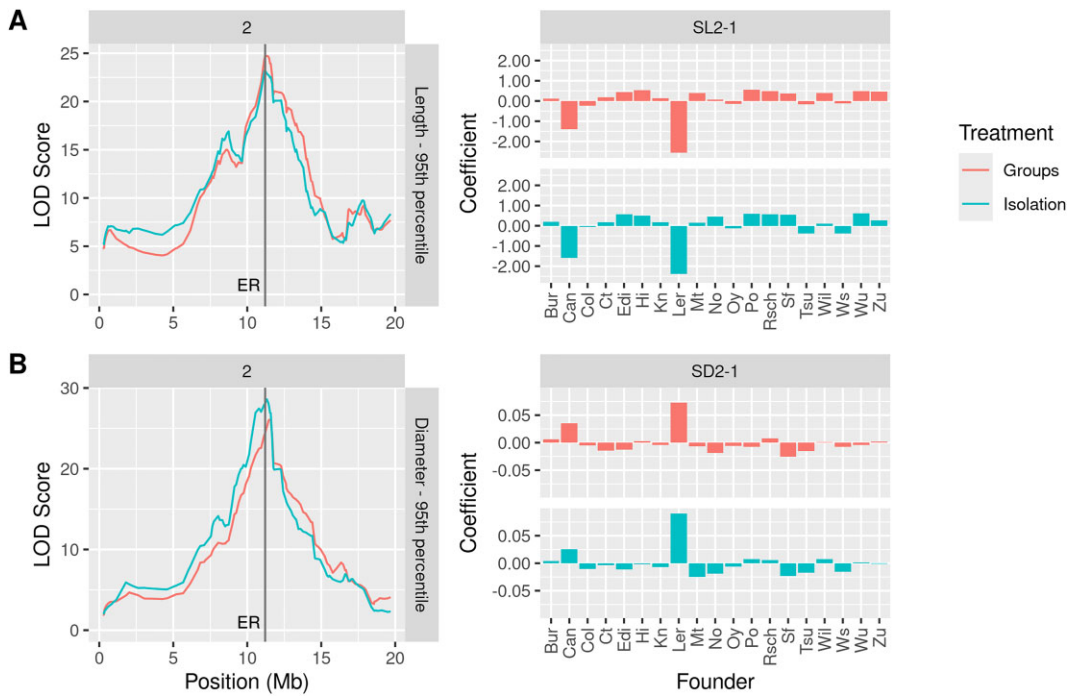 A
2
LOD Score
25
20
15
10
5
0
ER
Length - 95th percentile
0 5 10 15 20
SL2-1
Coefficient
2.00
1.00
0.00
-1.00
-2.00
2.00
1.00
0.00
-1.00
-2.00
Bur Can Col Ct Edi Hi Kn Ler Mt No Oy Po Rsch Sf Tsu Wil Ws Wu Zu
Treatment
Groups
Isolation
B
2
LOD Score
30
20
10
0
ER
Diameter - 95th percentile
0 5 10 15 20
Position (Mb)
SD2-1
Coefficient
0.05
0.00
-0.05
0.05
0.00
-0.05
Bur Can Col Ct Edi Hi Kn Ler Mt No Oy Po Rsch Sf Tsu Wil Ws Wu Zu
Founder